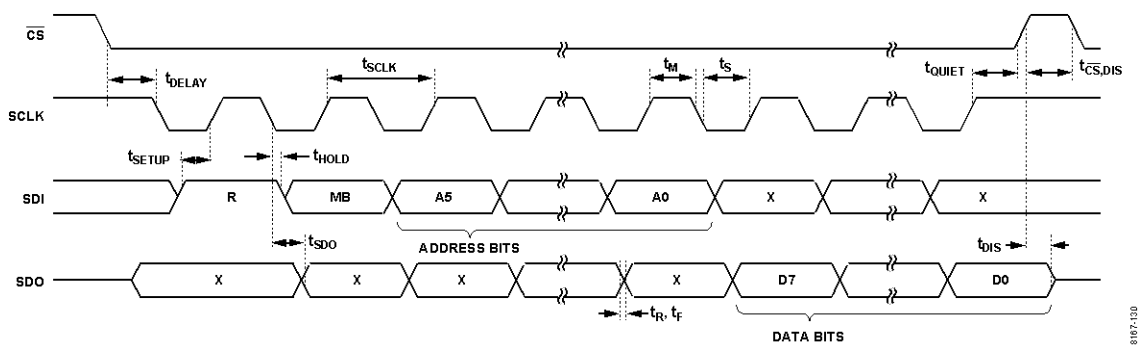 CS
tDELAY
tSCLK
tM
tS
tQUIET
tCS,DIS
SCLK
tSETUP
tHOLD
SDI
R
MB
A5
A0
X
X
tSDO
ADDRESS BITS
tDIS
SDO
X
X
X
X
D7
D0
tR, tF
DATA BITS
8167-130